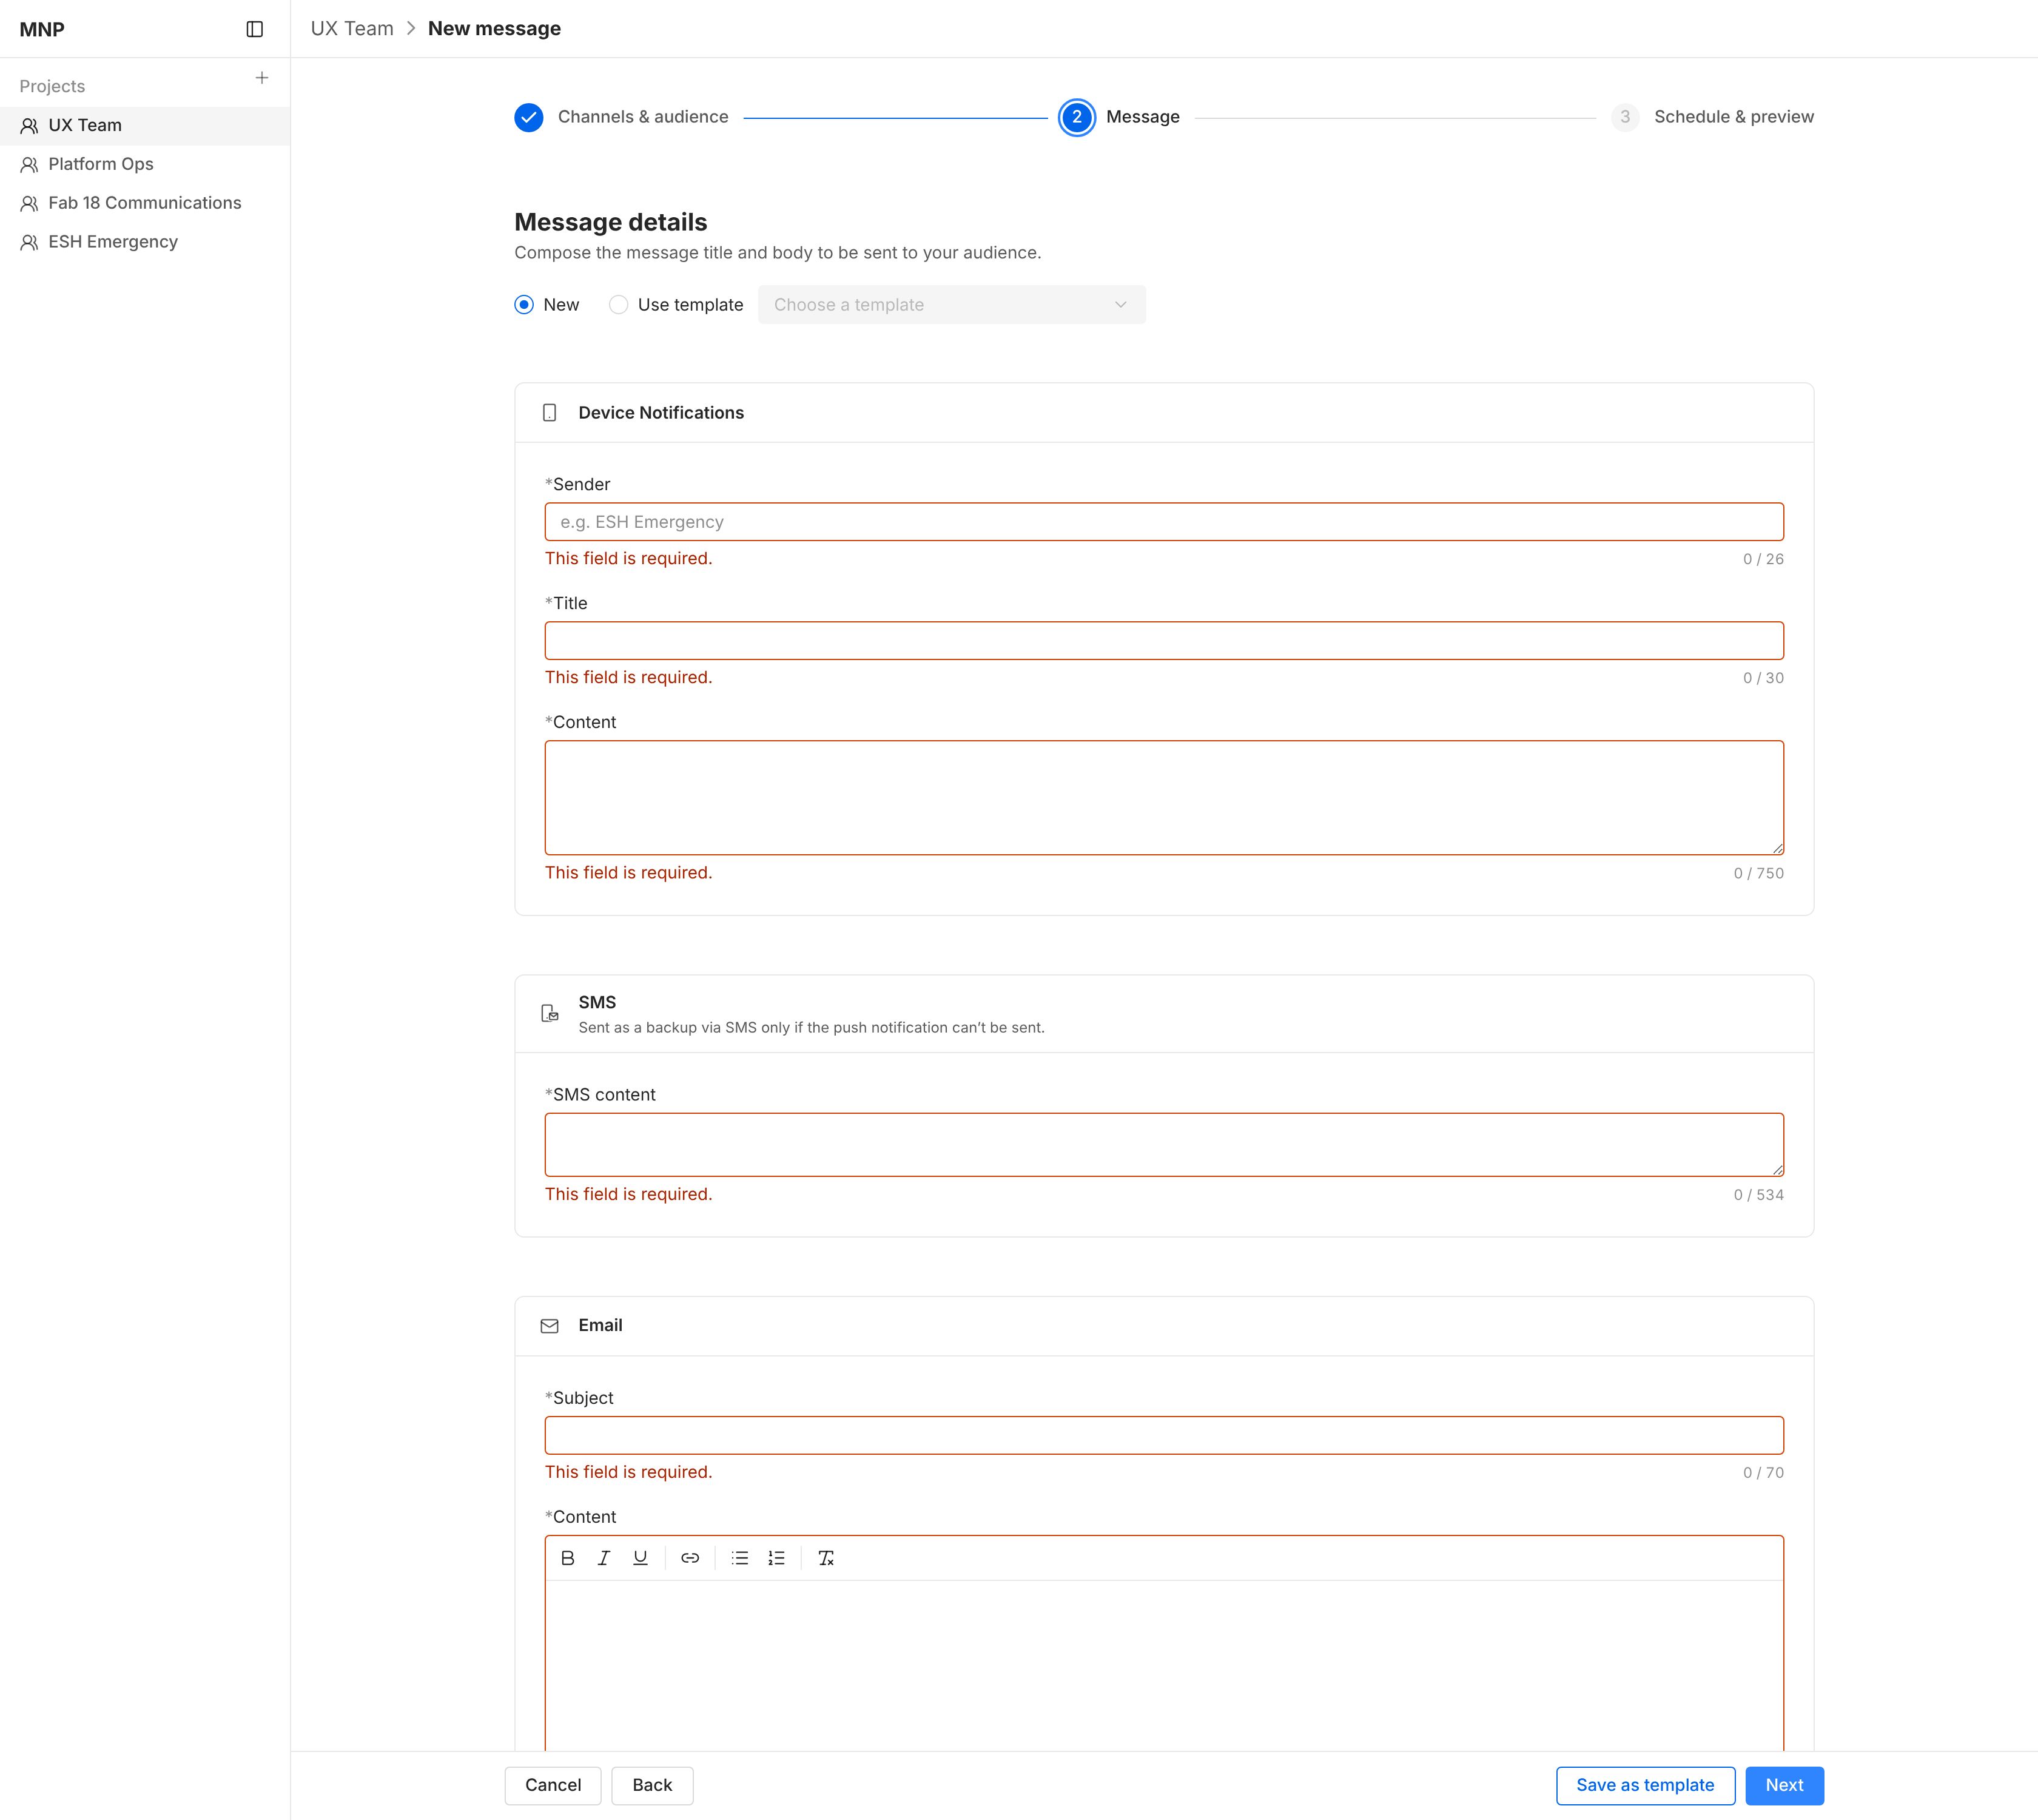 MNP
UX Team > New message
Projects
UX Team
Platform Ops
Fab 18 Communications
ESH Emergency
Channels & audience
2 Message
3 Schedule & preview
Message details
Compose the message title and body to be sent to your audience.
New
Use template
Choose a template
Device Notifications
*Sender
e.g. ESH Emergency
This field is required.
0 / 26
*Title
This field is required.
0 / 30
*Content
This field is required.
0 / 750
SMS
Sent as a backup via SMS only if the push notification can’t be sent.
*SMS content
This field is required.
0 / 534
Email
*Subject
This field is required.
0 / 70
*Content
Cancel
Back
Save as template
Next